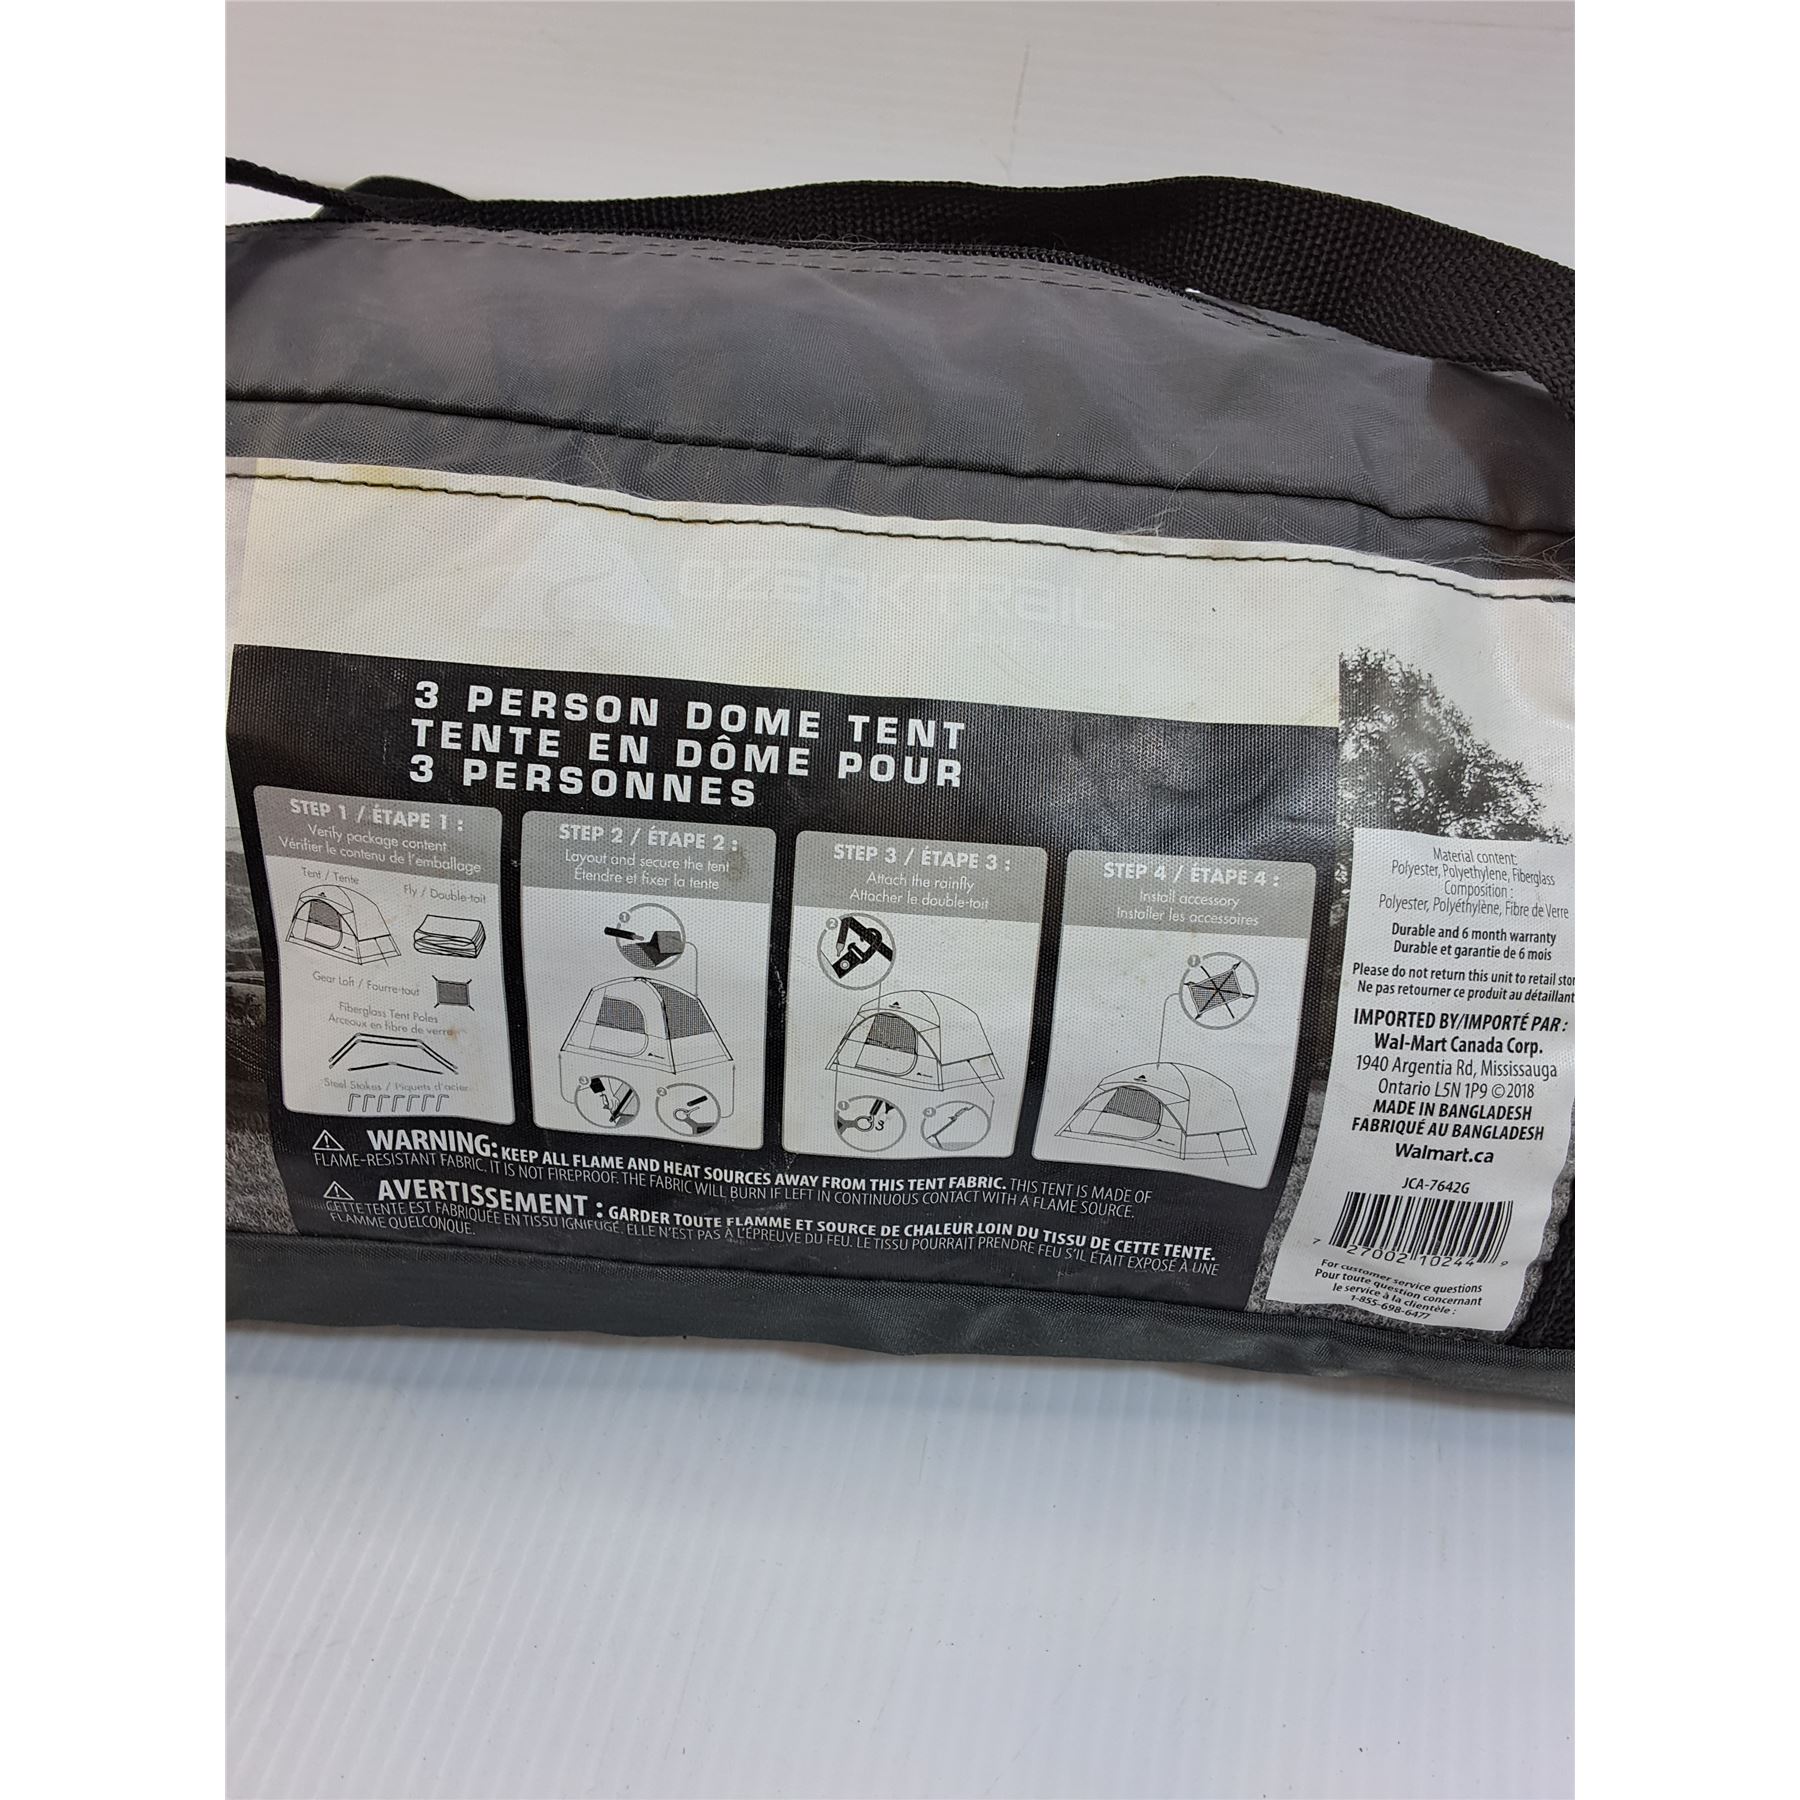 OZARK TRAIL
3 PERSON DOME TENT
TENTE EN DÔME POUR
3 PERSONNES
STEP 1 / ÉTAPE 1 :
Verify package content
Vérifier le contenu de l'emballage
Tent / Tente
Fly / Double-toit
Gear Loft / Fourre-tout
Fiberglass Tent Poles
Arceaux en fibre de verre
Steel Stakes / Piquets d'acier
STEP 2 / ÉTAPE 2 :
Layout and secure the tent
Étendre et fixer la tente
1
3
2
STEP 3 / ÉTAPE 3 :
Attach the rainfly
Attacher le double-toit
2
1
3
STEP 4 / ÉTAPE 4 :
Install accessory
Installer les accessoires
1
WARNING: KEEP ALL FLAME AND HEAT SOURCES AWAY FROM THIS TENT FABRIC. THIS TENT IS MADE OF
FLAME-RESISTANT FABRIC. IT IS NOT FIREPROOF. THE FABRIC WILL BURN IF LEFT IN CONTINUOUS CONTACT WITH A FLAME SOURCE.
AVERTISSEMENT : GARDER TOUTE FLAMME ET SOURCE DE CHALEUR LOIN DU TISSU DE CETTE TENTE.
CETTE TENTE EST FABRIQUÉE EN TISSU IGNIFUGÉ. ELLE N'EST PAS À L'ÉPREUVE DU FEU. LE TISSU POURRAIT PRENDRE FEU S'IL ÉTAIT EXPOSÉ À UNE
FLAMME QUELCONQUE.
Material content:
Polyester, Polyethylene, Fiberglass
Composition :
Polyester, Polyéthylène, Fibre de Verre
Durable and 6 month warranty
Durable et garantie de 6 mois
Please do not return this unit to retail stor
Ne pas retourner ce produit au détaillant
IMPORTED BY/IMPORTÉ PAR :
Wal-Mart Canada Corp.
1940 Argentia Rd, Mississauga
Ontario L5N 1P9 ©2018
MADE IN BANGLADESH
FABRIQUÉ AU BANGLADESH
Walmart.ca
JCA-7642G
7 27002 10244 9
For customer service questions
Pour toute question concernant
le service à la clientèle :
1-855-698-6477